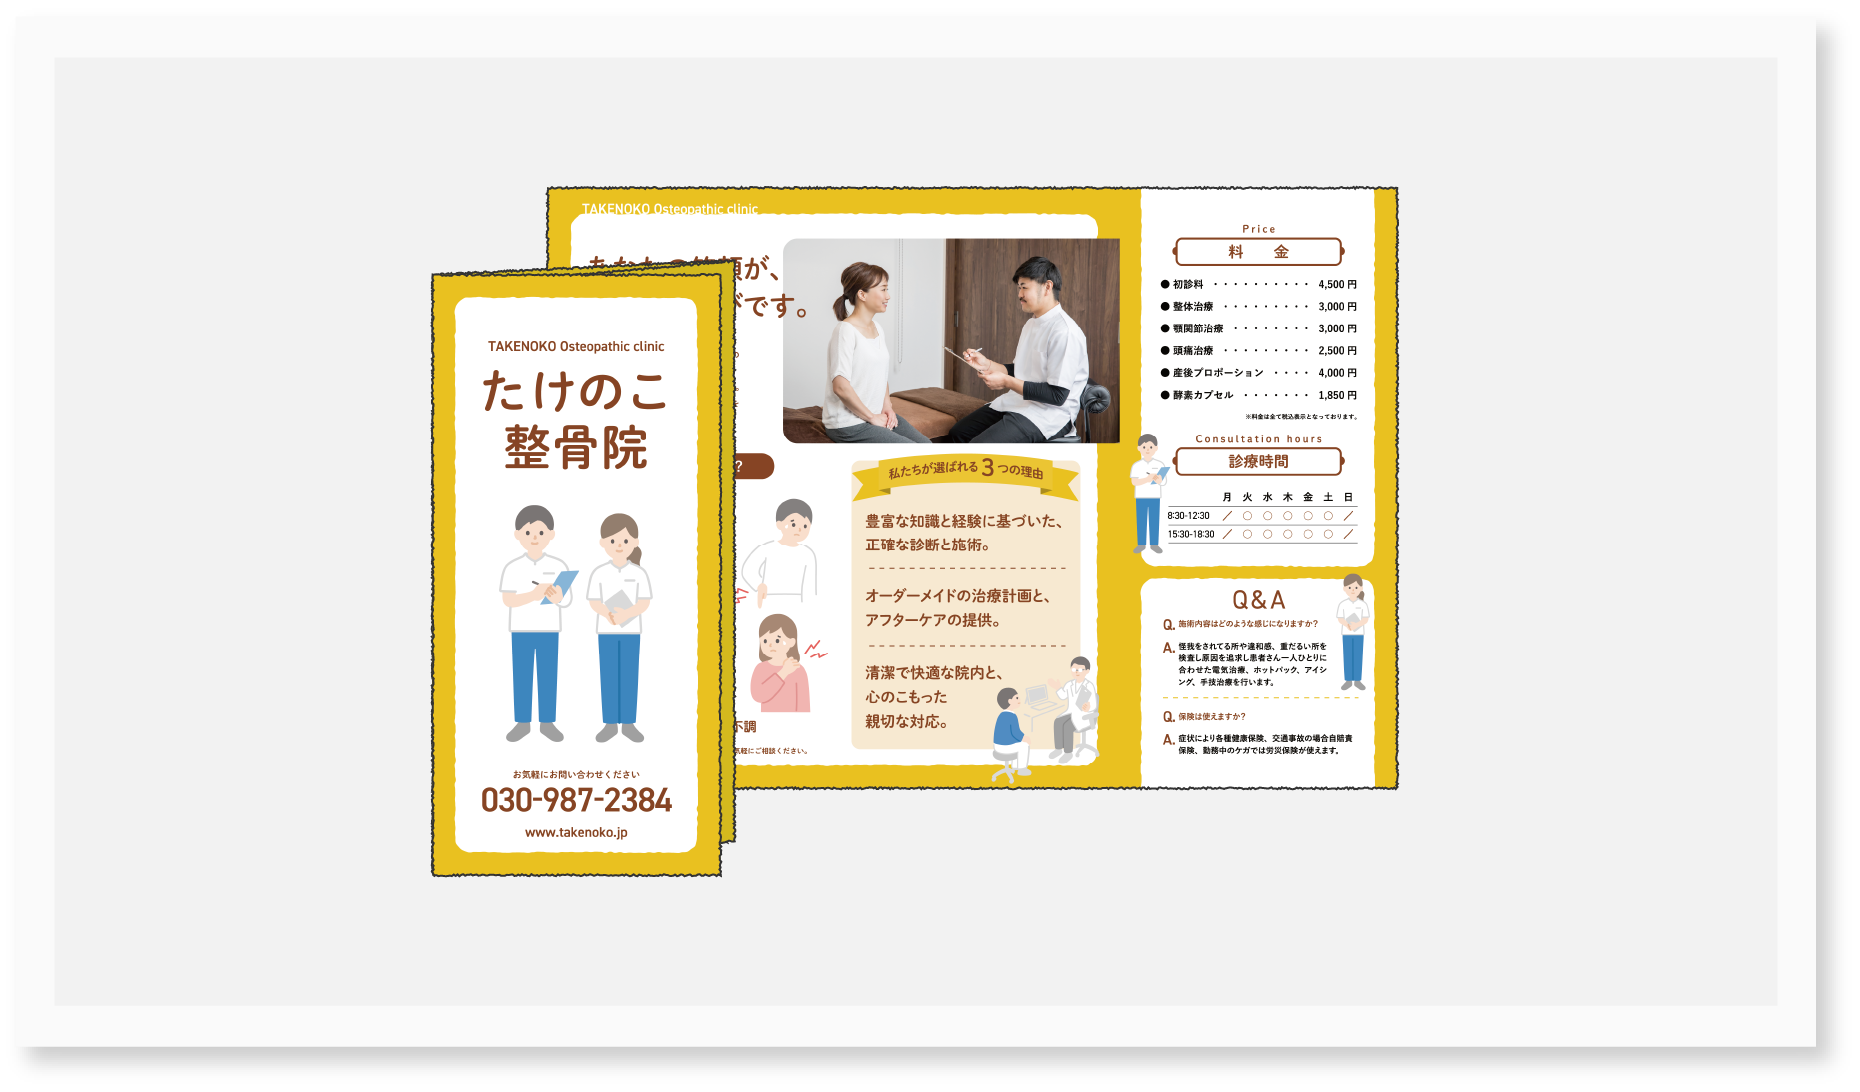 TAKENOKO Osteopathic clinic
たけのこ
整骨院
お気軽にお問い合わせください
030-987-2384
www.takenoko.jp
TAKENOKO Osteopathic clinic
頼が、
です。
?
不調
気軽にご相談ください。
私たちが選ばれる3つの理由
豊富な知識と経験に基づいた、
正確な診断と施術。
オーダーメイドの治療計画と、
アフターケアの提供。
清潔で快適な院内と、
心のこもった
親切な対応。
Price
料 金
●初診料 ・・・・・・・・・・ 4,500円
●整体治療 ・・・・・・・・・ 3,000円
●顎関節治療 ・・・・・・・・ 3,000円
●頭痛治療 ・・・・・・・・・ 2,500円
●産後プロポーション ・・・・ 4,000円
●酵素カプセル ・・・・・・・ 1,850円
※料金は全て税込表示となっております。
Consultation hours
診療時間
月 火 水 木 金 土 日
8:30-12:30 / ○ ○ ○ ○ ○ /
15:30-18:30 / ○ ○ ○ ○ ○ /
Q&A
Q. 施術内容はどのような感じになりますか?
A. 怪我をされてる所や違和感、重だるい所を
検査し原因を追求し患者さん一人ひとりに
合わせた電気治療、ホットパック、アイシ
ング、手技治療を行います。
Q. 保険は使えますか?
A. 症状により各種健康保険、交通事故の場合自賠責
保険、勤務中のケガでは労災保険が使えます。